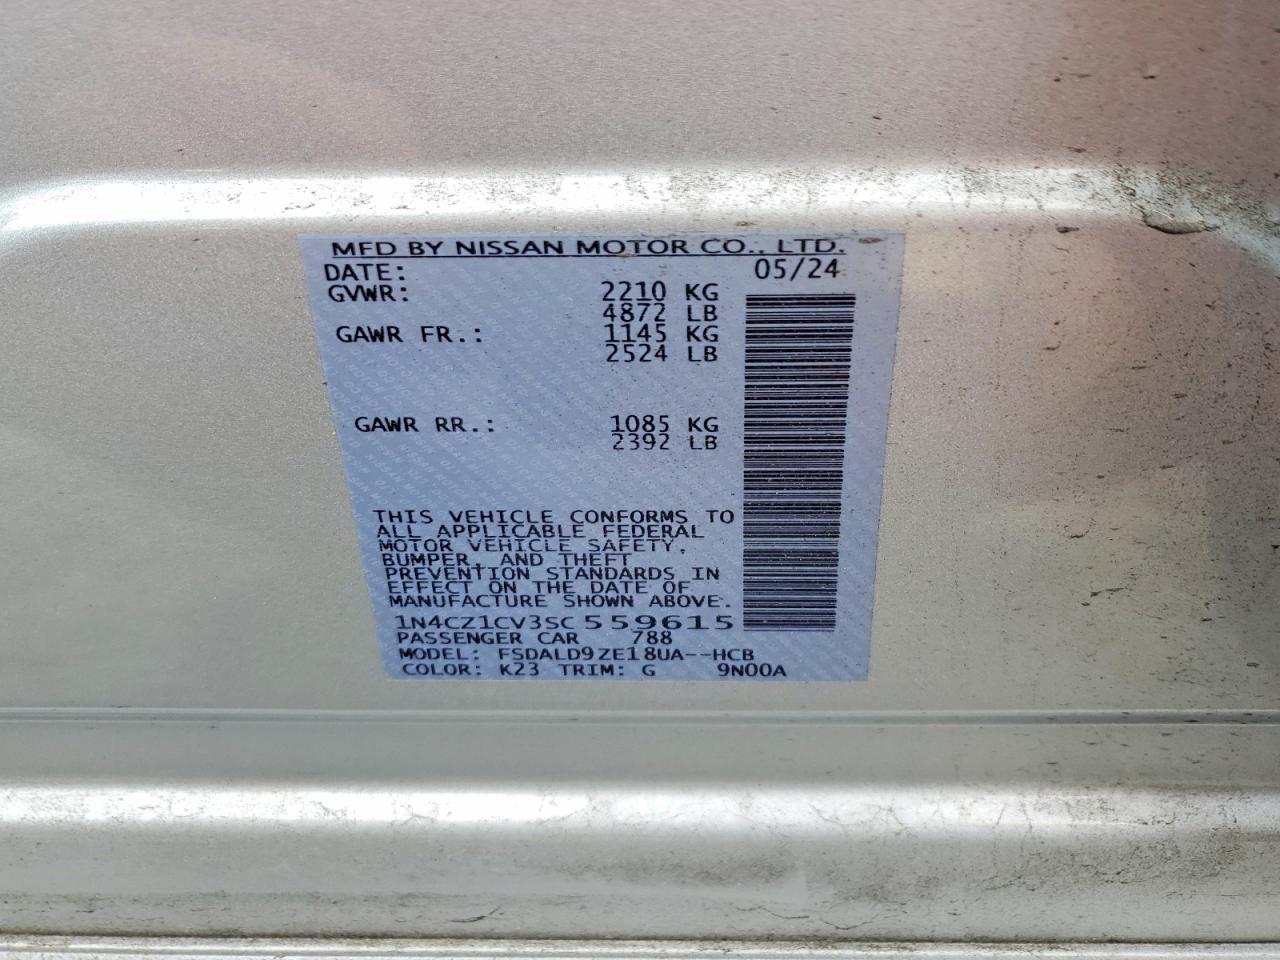 MFD BY NISSAN MOTOR CO., LTD.
DATE: 05/24
GVWR: 2210 KG
4872 LB
GAWR FR.: 1145 KG
2524 LB
GAWR RR.: 1085 KG
2392 LB
THIS VEHICLE CONFORMS TO
ALL APPLICABLE FEDERAL
MOTOR VEHICLE SAFETY,
BUMPER, AND THEFT
PREVENTION STANDARDS IN
EFFECT ON THE DATE OF
MANUFACTURE SHOWN ABOVE.
1N4CZ1CV3SC559615
PASSENGER CAR 788
MODEL: FSDALD9ZE18UA--HCB
COLOR: K23 TRIM: G 9N00A